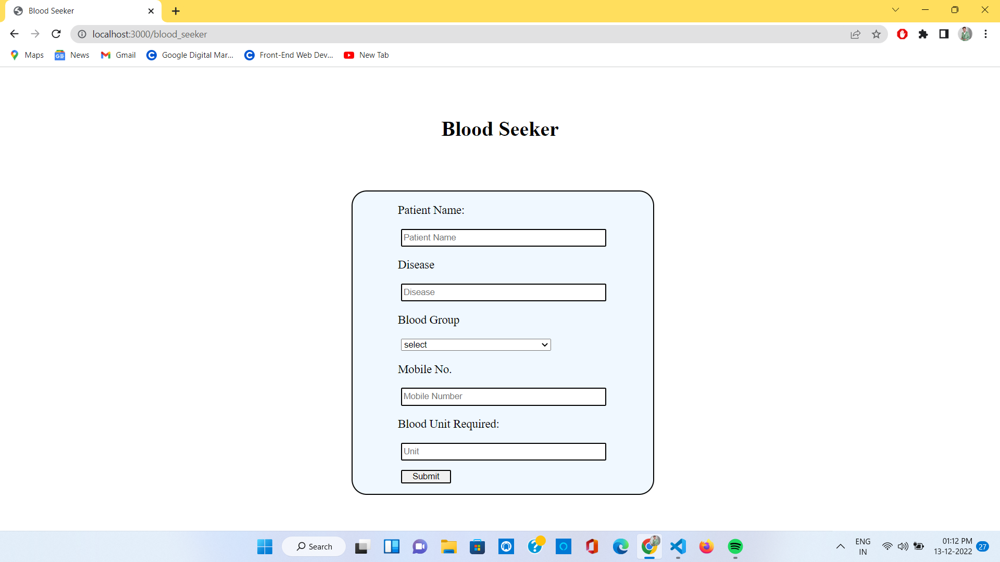 Blood Seeker
localhost:3000/blood_seeker
Maps
News
Gmail
Google Digital Mar...
Front-End Web Dev...
New Tab
Blood Seeker
Patient Name:
Patient Name
Disease
Disease
Blood Group
select
Mobile No.
Mobile Number
Blood Unit Required:
Unit
Submit
Search
ENG
IN
01:12 PM
13-12-2022
27